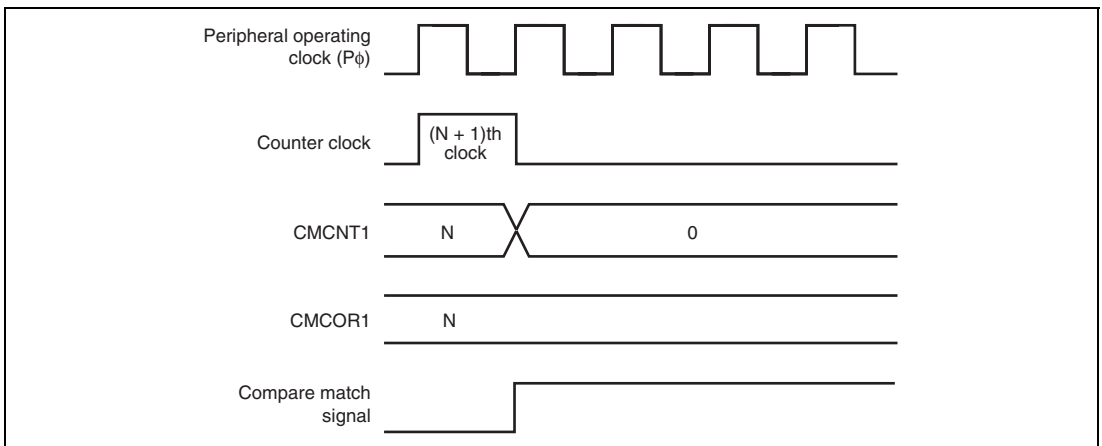 Peripheral operating
clock (Pϕ)
Counter clock
(N + 1)th
clock
CMCNT1
N
0
CMCOR1
N
Compare match
signal